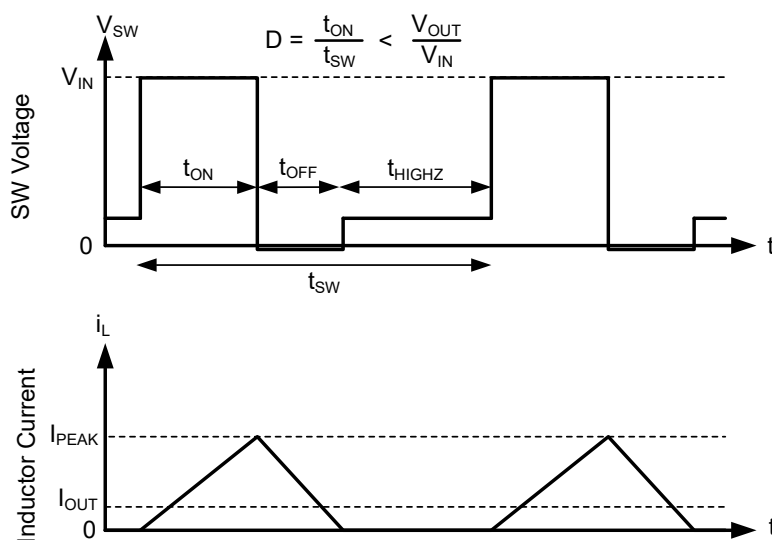 V_SW
D = t_ON / t_SW < V_OUT / V_IN
V_IN
SW Voltage
t_ON
t_OFF
t_HIGHZ
0
t
t_SW
i_L
Inductor Current
I_PEAK
I_OUT
0
t